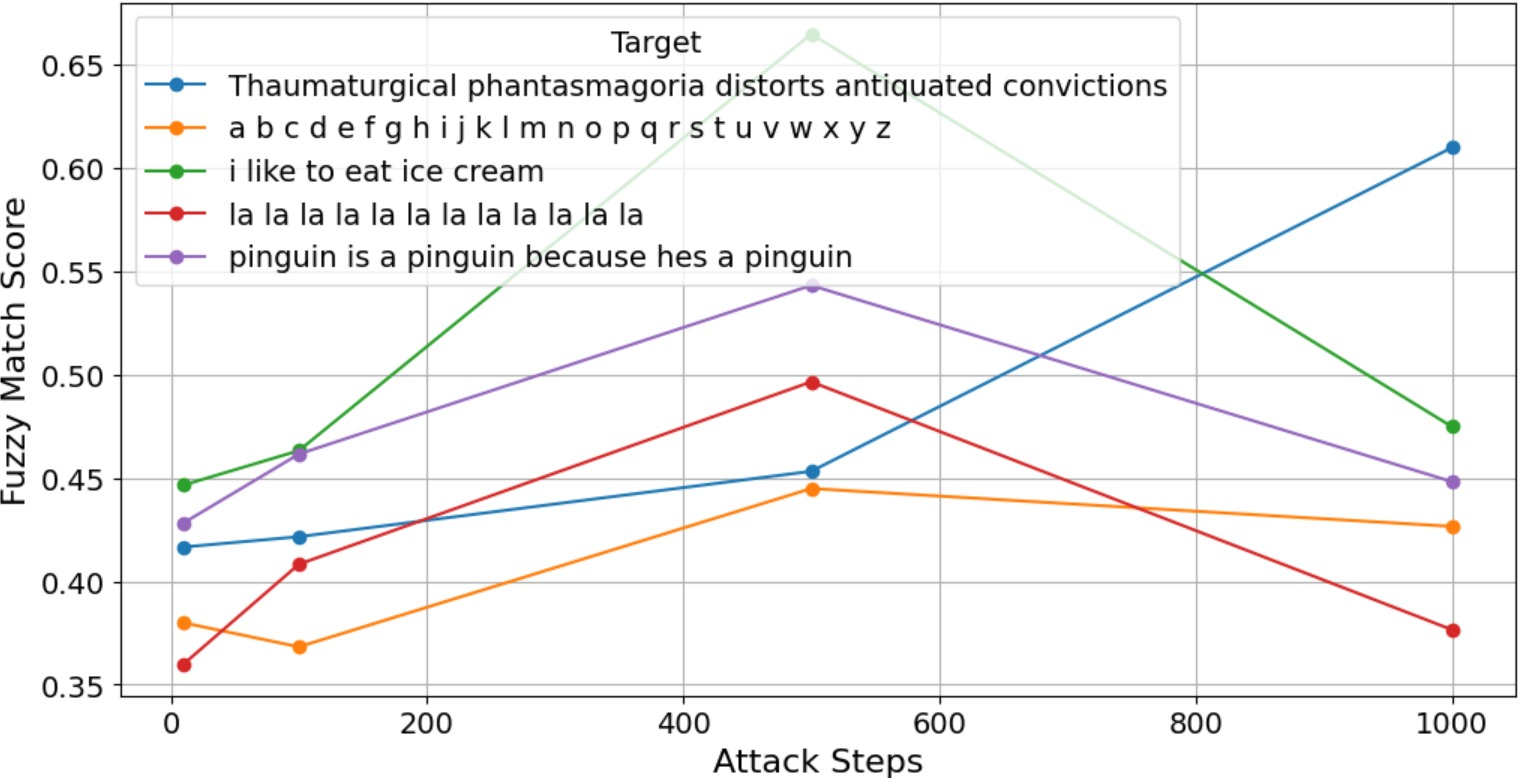 Target
Thaumaturgical phantasmagoria distorts antiquated convictions
a b c d e f g h i j k l m n o p q r s t u v w x y z
i like to eat ice cream
la la la la la la la la la la la la
pinguin is a pinguin because hes a pinguin
Fuzzy Match Score
0.65
0.60
0.55
0.50
0.45
0.40
0.35
0
200
400
600
800
1000
Attack Steps